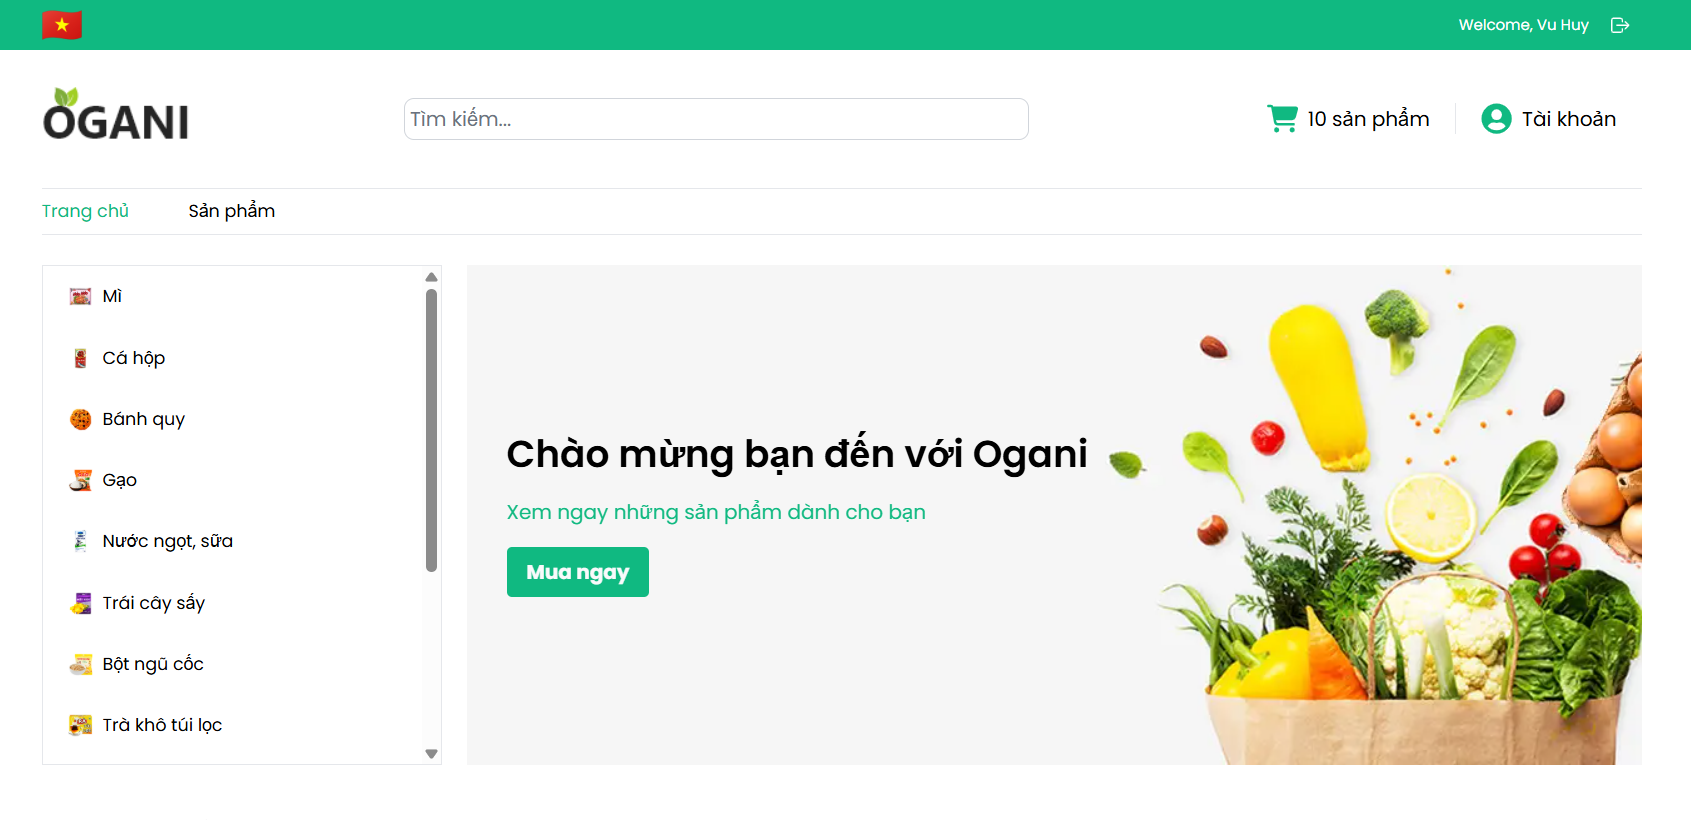 Welcome, Vu Huy
OGANI
Tìm kiếm...
10 sản phẩm
Tài khoản
Trang chủ
Sản phẩm
Mì
Cá hộp
Bánh quy
Gạo
Nước ngọt, sữa
Trái cây sấy
Bột ngũ cốc
Trà khô túi lọc
Chào mừng bạn đến với Ogani
Xem ngay những sản phẩm dành cho bạn
Mua ngay